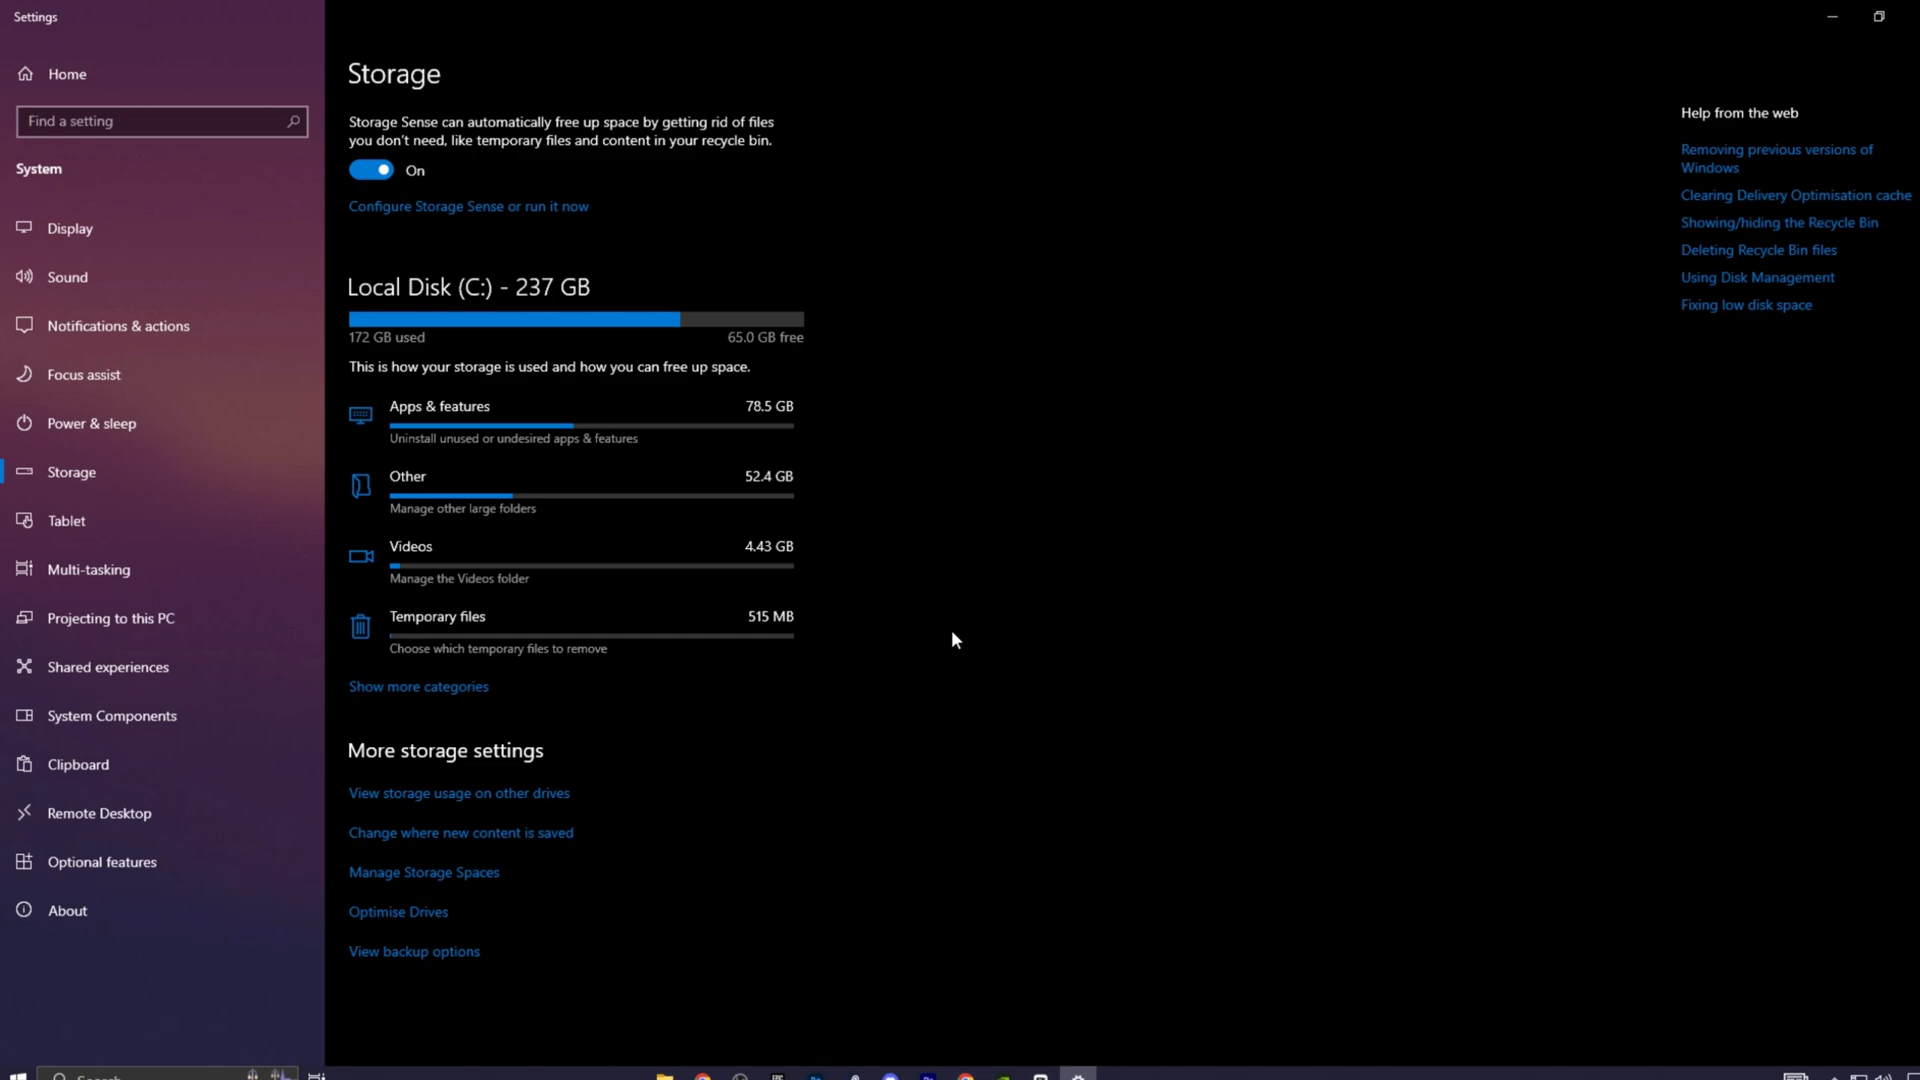 Settings
Home
Find a setting
System
Display
Sound
Notifications & actions
Focus assist
Power & sleep
Storage
Tablet
Multi-tasking
Projecting to this PC
Shared experiences
System Components
Clipboard
Remote Desktop
Optional features
About
Storage
Storage Sense can automatically free up space by getting rid of files
you don't need, like temporary files and content in your recycle bin.
On
Configure Storage Sense or run it now
Local Disk (C:) - 237 GB
172 GB used 65.0 GB free
This is how your storage is used and how you can free up space.
Apps & features 78.5 GB
Uninstall unused or undesired apps & features
Other 52.4 GB
Manage other large folders
Videos 4.43 GB
Manage the Videos folder
Temporary files 515 MB
Choose which temporary files to remove
Show more categories
More storage settings
View storage usage on other drives
Change where new content is saved
Manage Storage Spaces
Optimise Drives
View backup options
Help from the web
Removing previous versions of
Windows
Clearing Delivery Optimisation cache
Showing/hiding the Recycle Bin
Deleting Recycle Bin files
Using Disk Management
Fixing low disk space
Search